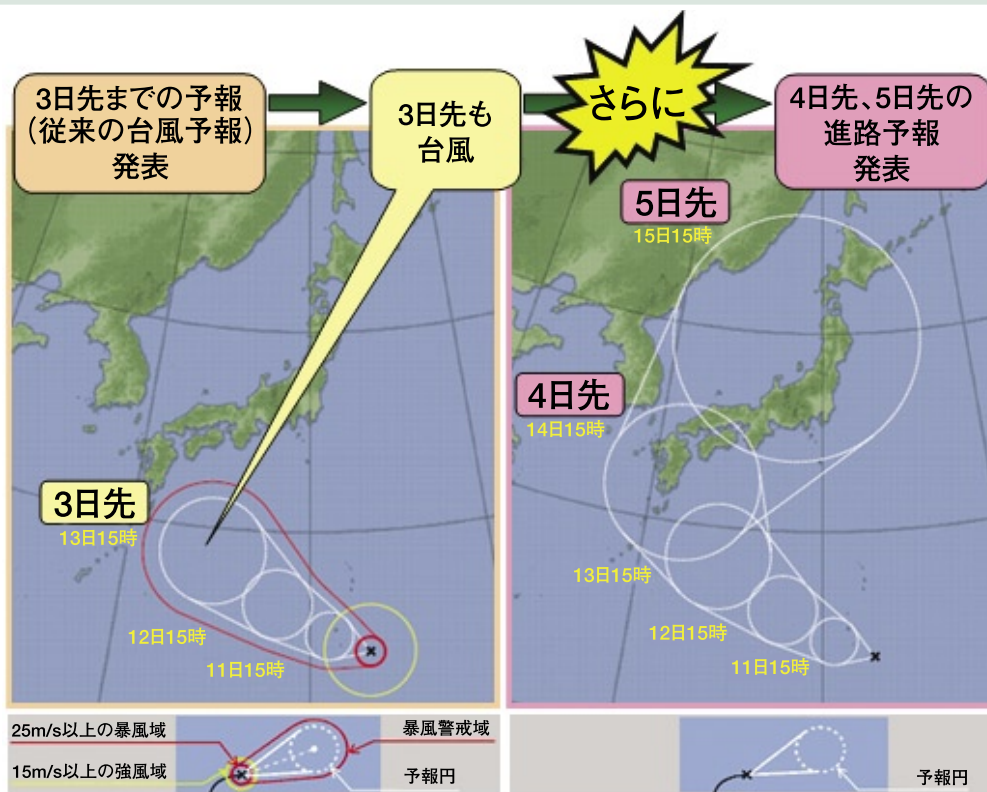 3日先までの予報
(従来の台風予報)
発表
3日先も
台風
さらに
4日先、5日先の
進路予報
発表
3日先
13日15時
12日15時
11日15時
5日先
15日15時
4日先
14日15時
13日15時
12日15時
11日15時
25m/s以上の暴風域
暴風警戒域
15m/s以上の強風域
予報円
予報円